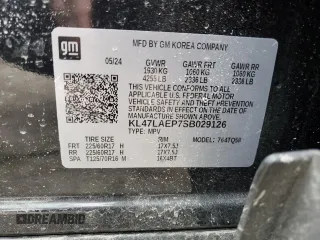 gm
MFD BY GM KOREA COMPANY
05/24 GVWR GAWR FRT GAWR RR
1930 KG 1060 KG 1060 KG
4255 LB 2336 LB 2336 LB
THIS VEHICLE CONFORMS TO ALL
APPLICABLE U.S. FEDERAL MOTOR
VEHICLE SAFETY, BUMPER, AND THEFT
PREVENTION STANDARDS IN EFFECT ON
THE DATE OF MANUFACTURE SHOWN ABOVE.
KL47LAEP7SB029126
TYPE: MPV
TIRE SIZE RIM MODEL:
FRT 225/60R17 H 17X7.5J
RR 225/60R17 H 17X7.5J
SPA T125/70R16 M 16X4BT
DREAMBID